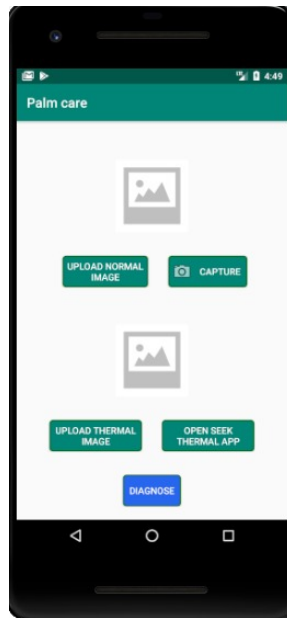 4:49
Palm care
UPLOAD NORMAL
IMAGE
CAPTURE
UPLOAD THERMAL
IMAGE
OPEN SEEK
THERMAL APP
DIAGNOSE